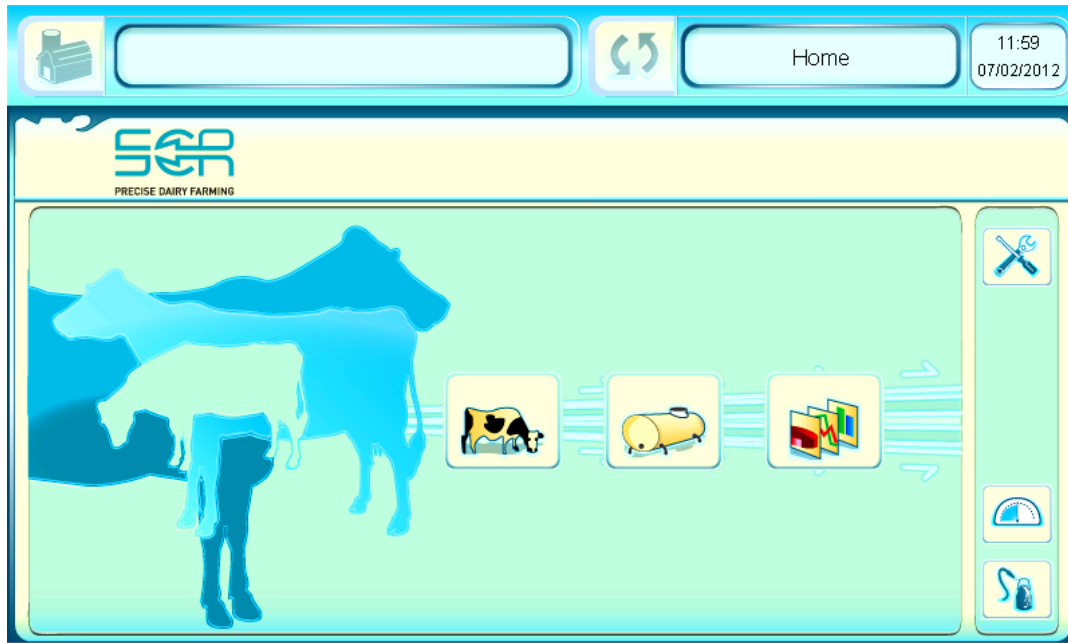 Home
11:59
07/02/2012
SCR
PRECISE DAIRY FARMING